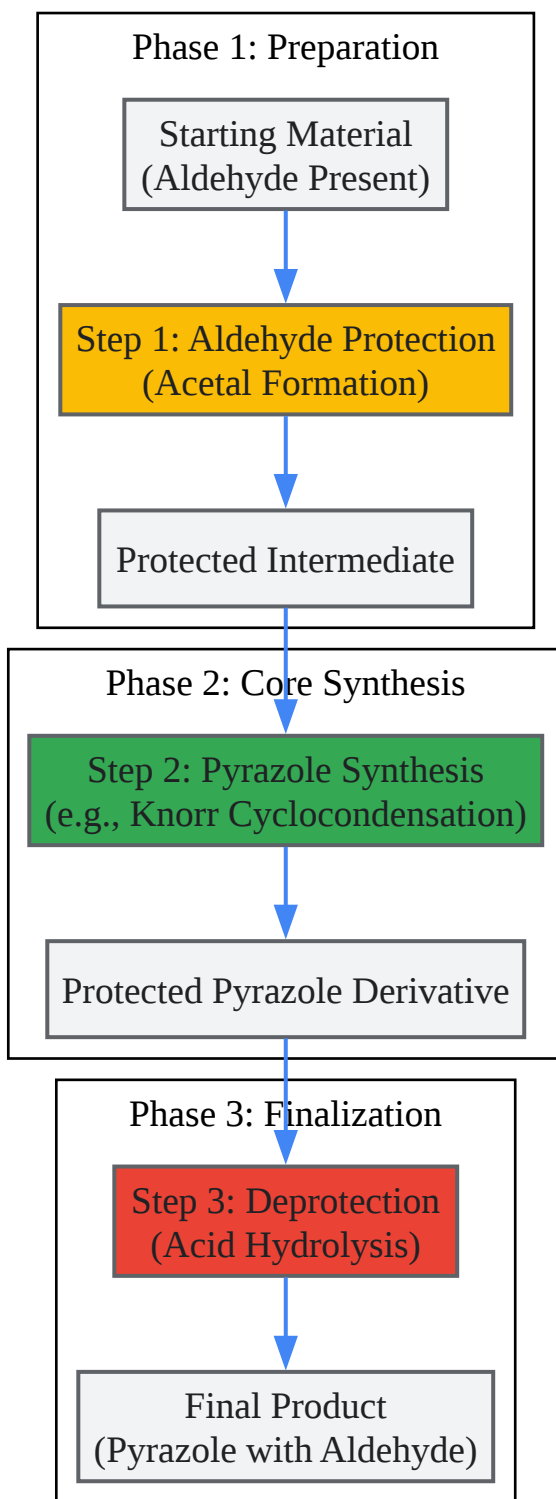 Phase 1: Preparation
Starting Material
(Aldehyde Present)
Step 1: Aldehyde Protection
(Acetal Formation)
Protected Intermediate
Phase 2: Core Synthesis
Step 2: Pyrazole Synthesis
(e.g., Knorr Cyclocondensation)
Protected Pyrazole Derivative
Phase 3: Finalization
Step 3: Deprotection
(Acid Hydrolysis)
Final Product
(Pyrazole with Aldehyde)